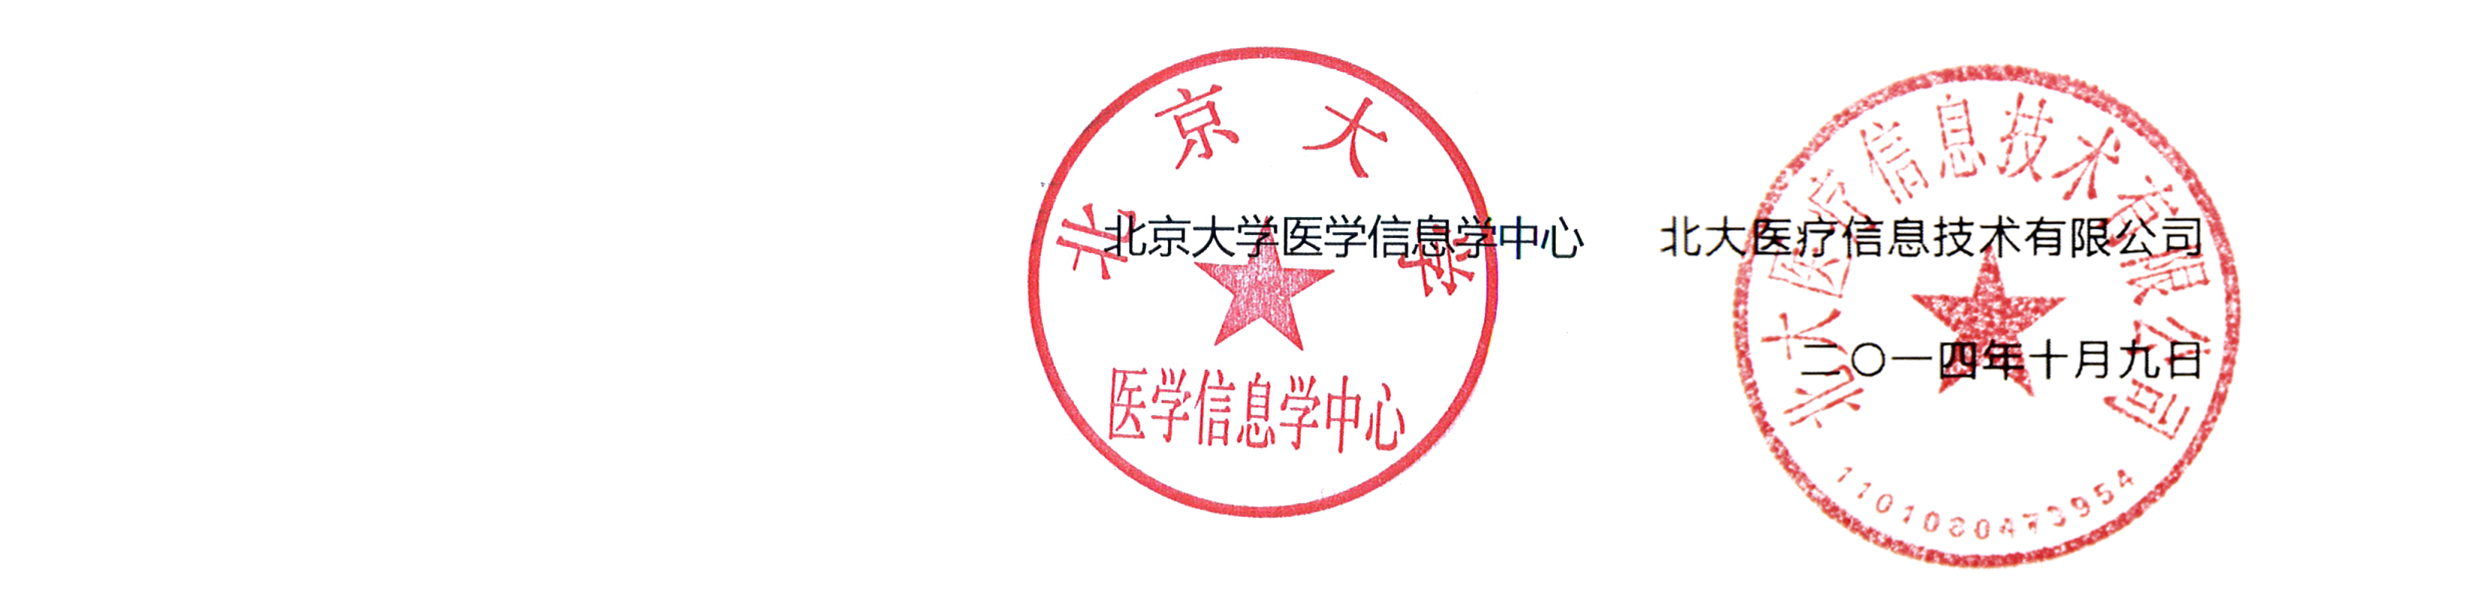 北京大学
医学信息学中心
北京大学医学信息学中心 北大医疗信息技术有限公司
二〇一四年十月九日
北大医疗信息技术有限公司